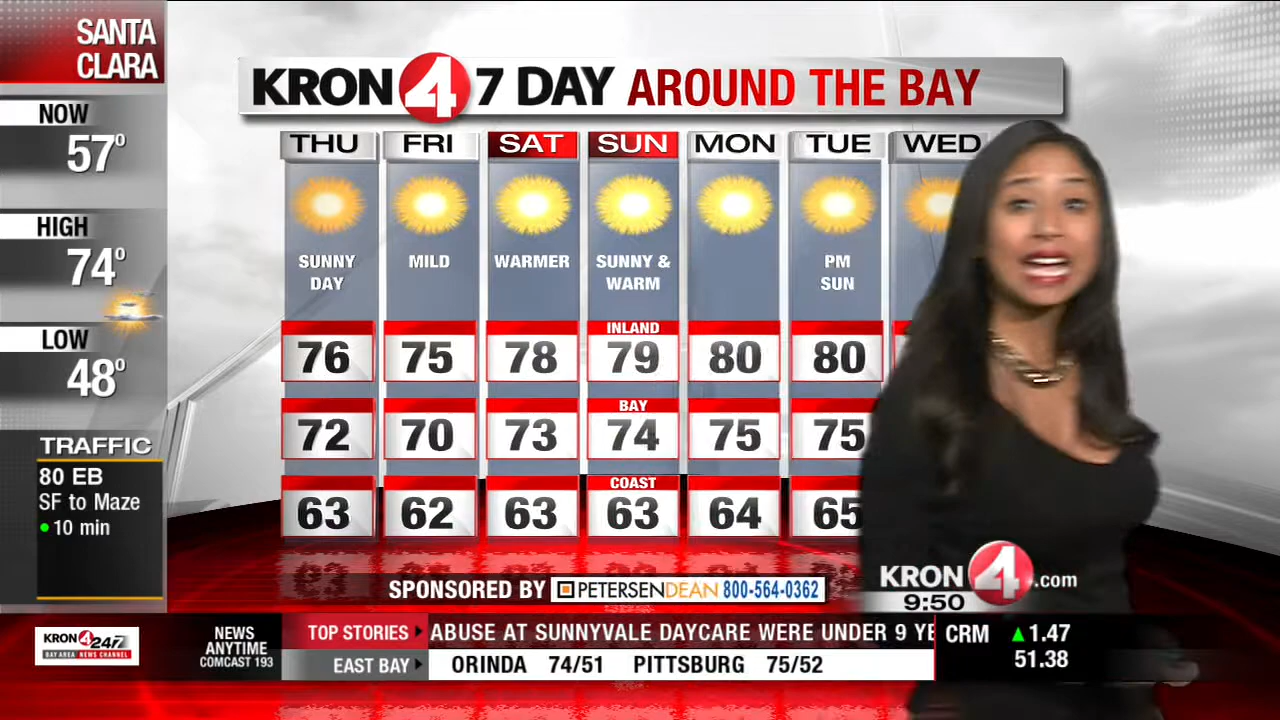 SANTA
CLARA
NOW
57°
HIGH
74°
LOW
48°
TRAFFIC
80 EB
SF to Maze
10 min
KRON 4 7 DAY AROUND THE BAY
THU FRI SAT SUN MON TUE WED
SUNNY DAY
MILD
WARMER
SUNNY & WARM
PM SUN
INLAND
76 75 78 79 80 80
BAY
72 70 73 74 75 75
COAST
63 62 63 63 64 65
SPONSORED BY PETERSENDEAN 800-564-0362
KRON 4 .com
9:50
KRON 4 24/7
BAY AREA NEWS CHANNEL
NEWS
ANYTIME
COMCAST 193
TOP STORIES ABUSE AT SUNNYVALE DAYCARE WERE UNDER 9 YE
EAST BAY ORINDA 74/51 PITTSBURG 75/52
CRM 1.47
51.38